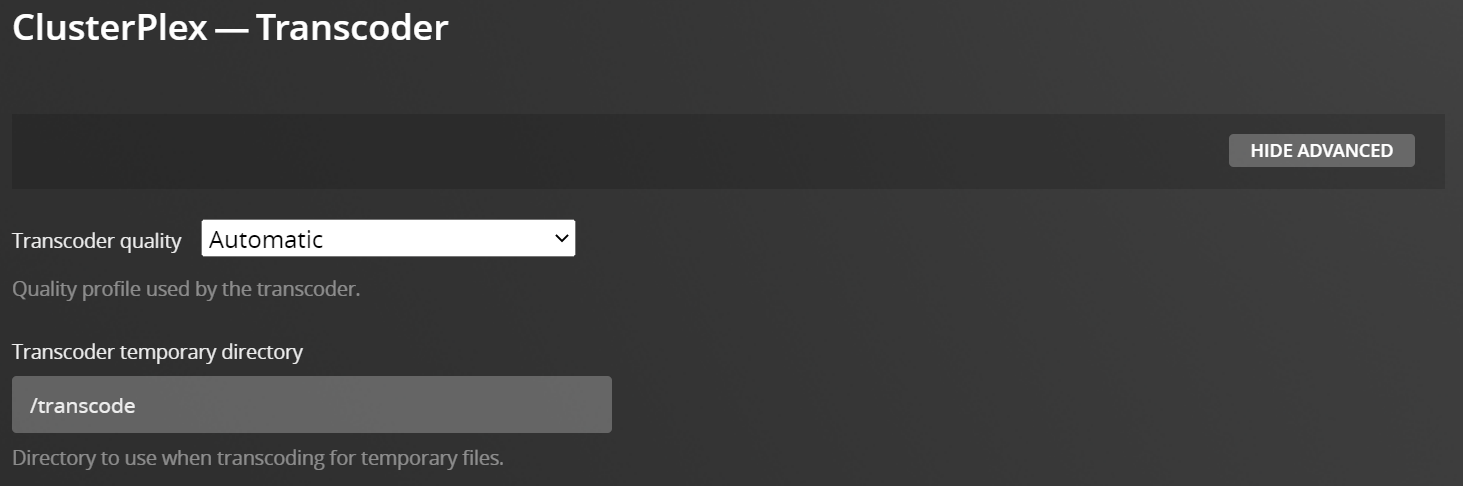 ClusterPlex — Transcoder
HIDE ADVANCED
Transcoder quality Automatic
Quality profile used by the transcoder.
Transcoder temporary directory
/transcode
Directory to use when transcoding for temporary files.